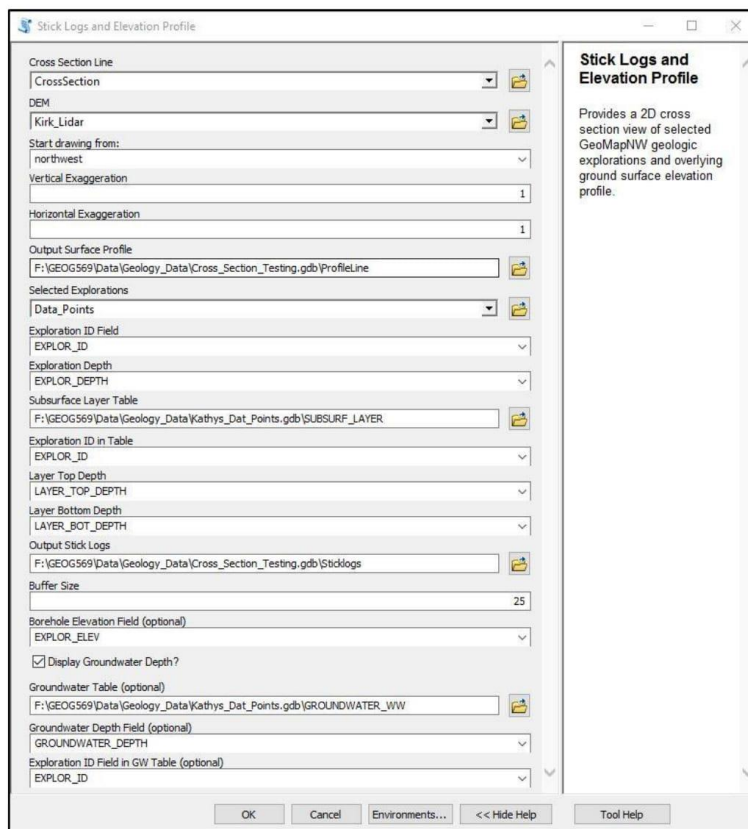 Stick Logs and Elevation Profile
Cross Section Line
CrossSection
DEM
Kirk_Lidar
Start drawing from:
northwest
Vertical Exaggeration
1
Horizontal Exaggeration
1
Output Surface Profile
F:\GEOG569\Data\Geology_Data\Cross_Section_Testing.gdb\ProfileLine
Selected Explorations
Data_Points
Exploration ID Field
EXPLOR_ID
Exploration Depth
EXPLOR_DEPTH
Subsurface Layer Table
F:\GEOG569\Data\Geology_Data\Kathys_Dat_Points.gdb\SUBSURF_LAYER
Exploration ID in Table
EXPLOR_ID
Layer Top Depth
LAYER_TOP_DEPTH
Layer Bottom Depth
LAYER_BOT_DEPTH
Output Stick Logs
F:\GEOG569\Data\Geology_Data\Cross_Section_Testing.gdb\Sticklogs
Buffer Size
25
Borehole Elevation Field (optional)
EXPLOR_ELEV
Display Groundwater Depth?
Groundwater Table (optional)
F:\GEOG569\Data\Geology_Data\Kathys_Dat_Points.gdb\GROUNDWATER_WW
Groundwater Depth Field (optional)
GROUNDWATER_DEPTH
Exploration ID Field in GW Table (optional)
EXPLOR_ID
Stick Logs and
Elevation Profile
Provides a 2D cross
section view of selected
GeoMapNW geologic
explorations and overlying
ground surface elevation
profile.
OK
Cancel
Environments...
<< Hide Help
Tool Help